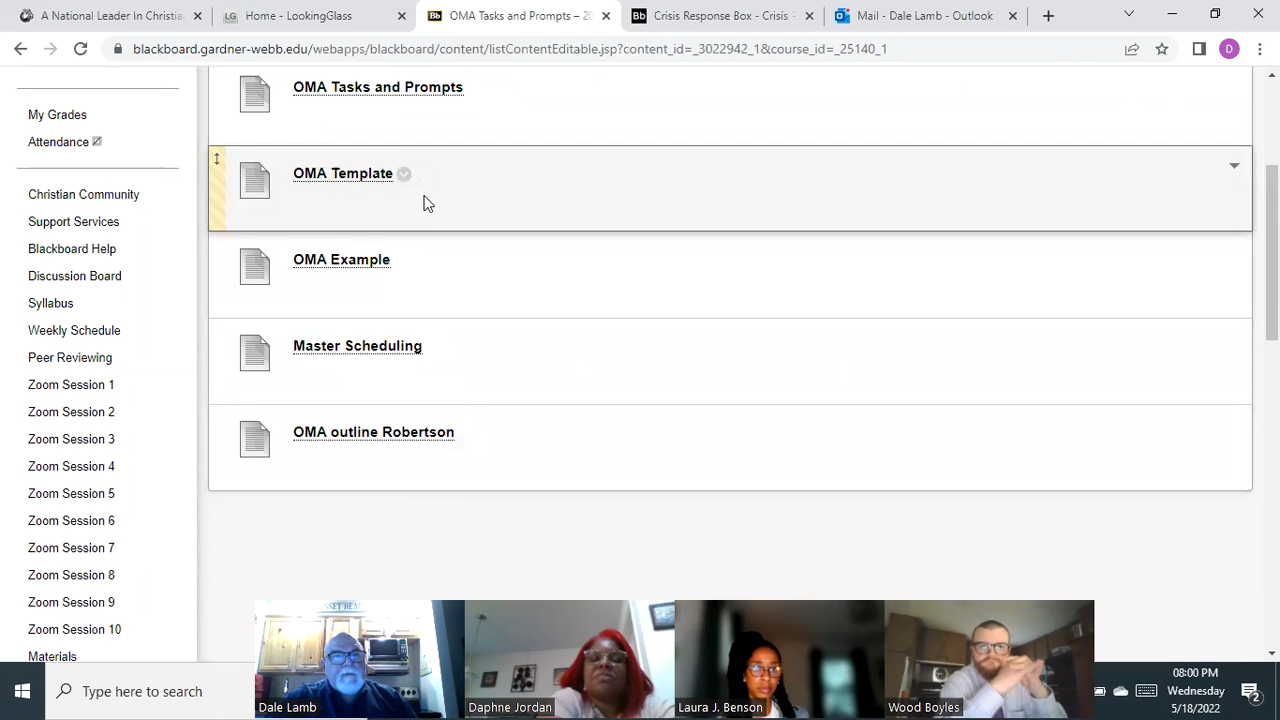 A National Leader in Christian
Home - LookingGlass
OMA Tasks and Prompts – 20
Crisis Response Box - Crisis
Mail - Dale Lamb - Outlook
blackboard.gardner-webb.edu/webapps/blackboard/content/listContentEditable.jsp?content_id=_3022942_1&course_id=_25140_1
D
My Grades
Attendance
Christian Community
Support Services
Blackboard Help
Discussion Board
Syllabus
Weekly Schedule
Peer Reviewing
Zoom Session 1
Zoom Session 2
Zoom Session 3
Zoom Session 4
Zoom Session 5
Zoom Session 6
Zoom Session 7
Zoom Session 8
Zoom Session 9
Zoom Session 10
Materials
OMA Tasks and Prompts
OMA Template
OMA Example
Master Scheduling
OMA outline Robertson
Dale Lamb
Daphne Jordan
Laura J. Benson
Wood Boyles
Type here to search
08:00 PM
Wednesday
5/18/2022
2